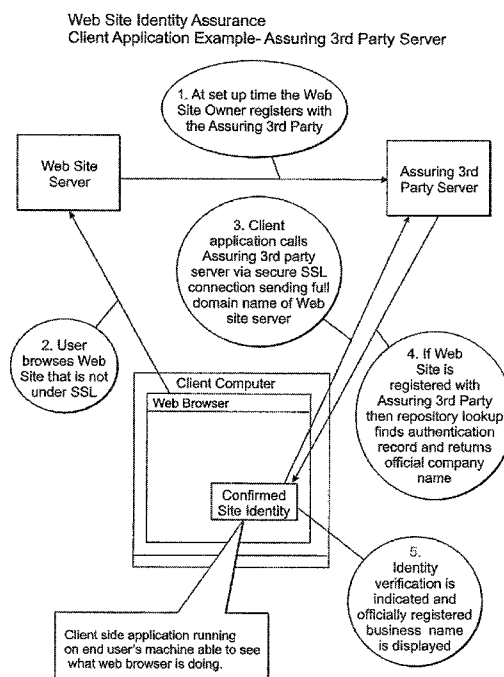 Web Site Identity Assurance
Client Application Example- Assuring 3rd Party Server
1. At set up time the Web
Site Owner registers with
the Assuring 3rd Party
Web Site
Server
Assuring 3rd
Party Server
3. Client
application calls
Assuring 3rd party
server via secure SSL
connection sending full
domain name of Web
site server
2. User
browses Web
Site that is not
under SSL
4. If Web
Site is
registered with
Assuring 3rd Party
then repository lookup
finds authentication
record and returns
official company
name
Client Computer
Web Browser
Confirmed
Site Identity
5.
Identity
verification is
indicated and
officially registered
business name
is displayed
Client side application running
on end user's machine able to see
what web browser is doing.